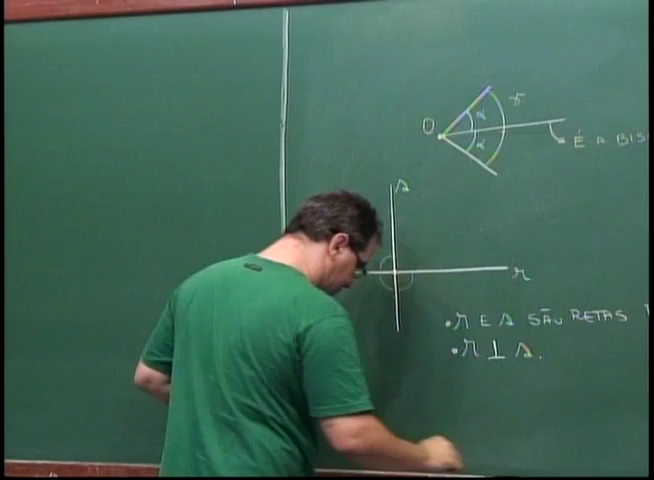 γ
α
O
α
É A BIS
s
r
• r E s SÃO RETAS
• r ⊥ s.